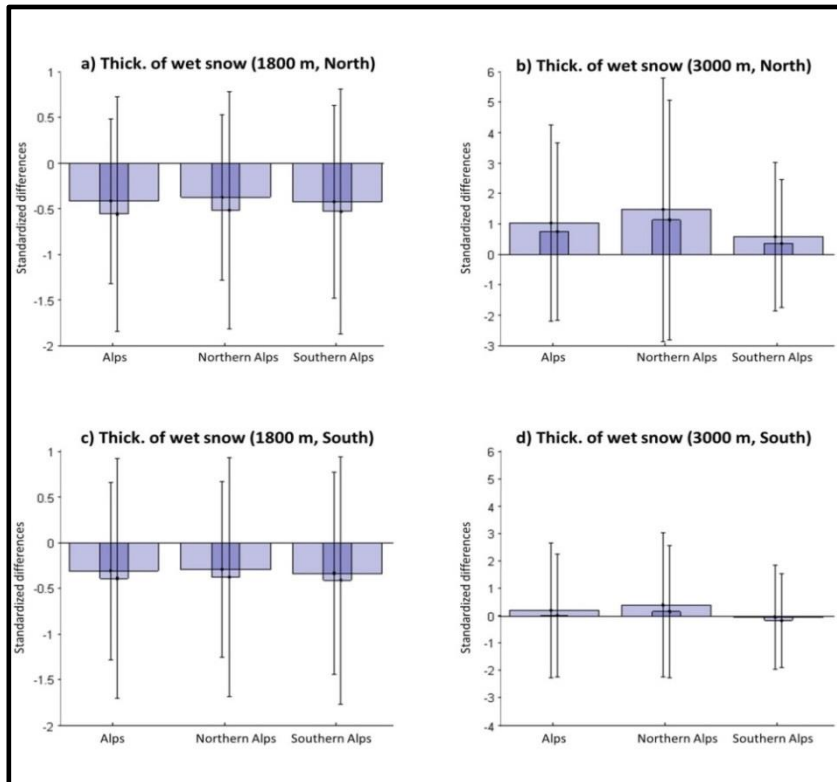 a) Thick. of wet snow (1800 m, North)
Standardized differences
1
0.5
0
-0.5
-1
-1.5
-2
Alps Northern Alps Southern Alps
b) Thick. of wet snow (3000 m, North)
Standardized differences
6
5
4
3
2
1
0
-1
-2
-3
Alps Northern Alps Southern Alps
c) Thick. of wet snow (1800 m, South)
Standardized differences
1
0.5
0
-0.5
-1
-1.5
-2
Alps Northern Alps Southern Alps
d) Thick. of wet snow (3000 m, South)
Standardized differences
6
5
4
3
2
1
0
-1
-2
-3
-4
Alps Northern Alps Southern Alps